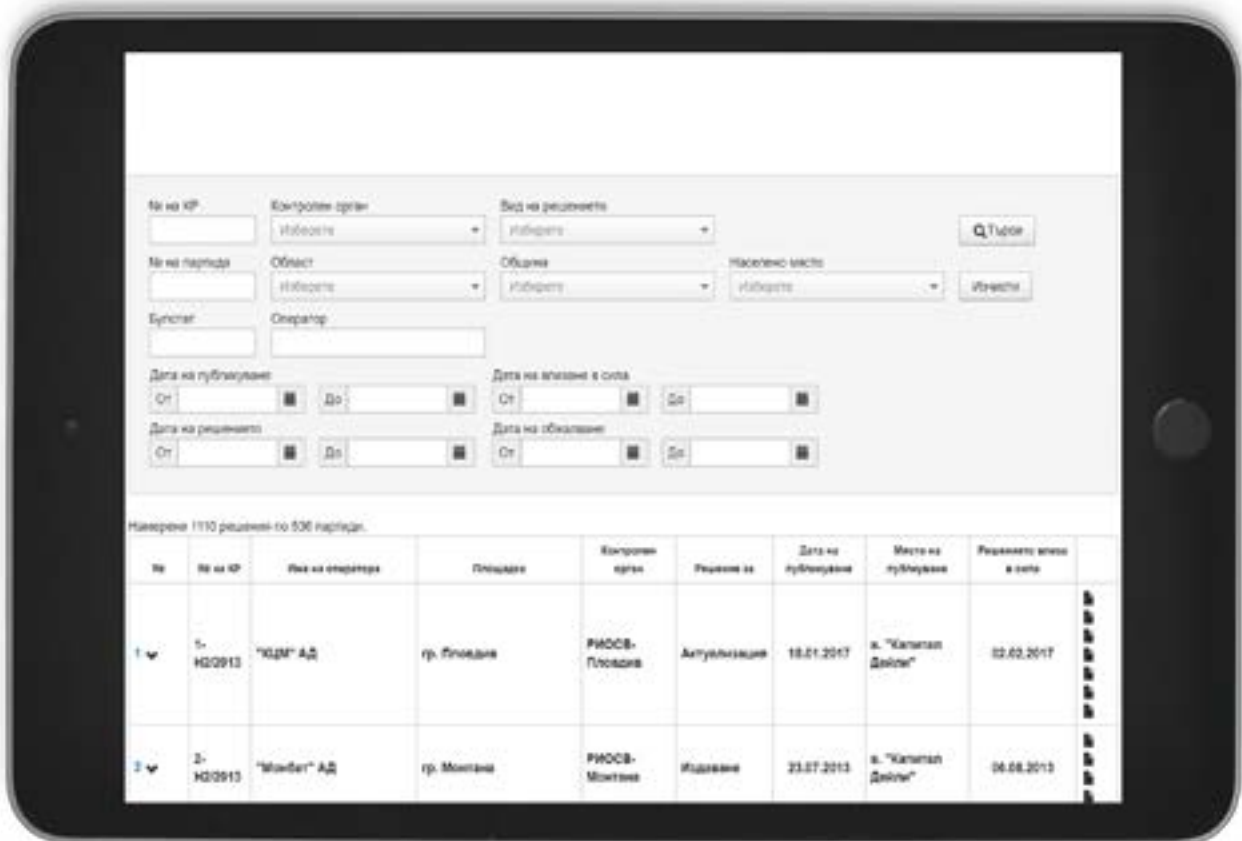 № на КР Контролен орган Вид на решението
Изберете Изберете Търси
№ на партида Област Община Населено място
Изберете Изберете Изберете Изчисти
Булстат Оператор
Дата на публикуване Дата на влизане в сила
От До От До
Дата на решението Дата на обжалване
От До От До
Намерени 1110 решения по 536 партиди.
№ № на КР Име на оператора Площадка Контролен орган Решение за Дата на публикуване Място на публикуване Решението влиза в сила
1 1-Н2/2013 "КЦМ" АД гр. Пловдив РИОСВ-Пловдив Актуализация 18.01.2017 в. "Капитал Дейли" 02.02.2017
2 2-Н2/2013 "Монбат" АД гр. Монтана РИОСВ-Монтана Издаване 23.07.2013 в. "Капитал Дейли" 06.08.2013